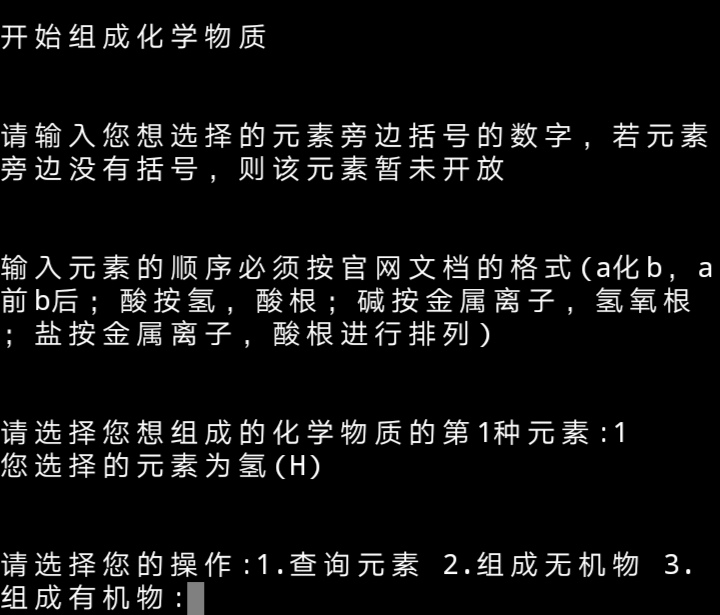 开始组成化学物质
请输入您想选择的元素旁边括号的数字，若元素
旁边没有括号，则该元素暂未开放
输入元素的顺序必须按官网文档的格式(a化b，a
前b后；酸按氢，酸根；碱按金属离子，氢氧根
；盐按金属离子，酸根进行排列)
请选择您想组成的化学物质的第1种元素:1
您选择的元素为氢(H)
请选择您的操作:1.查询元素 2.组成无机物 3.
组成有机物: